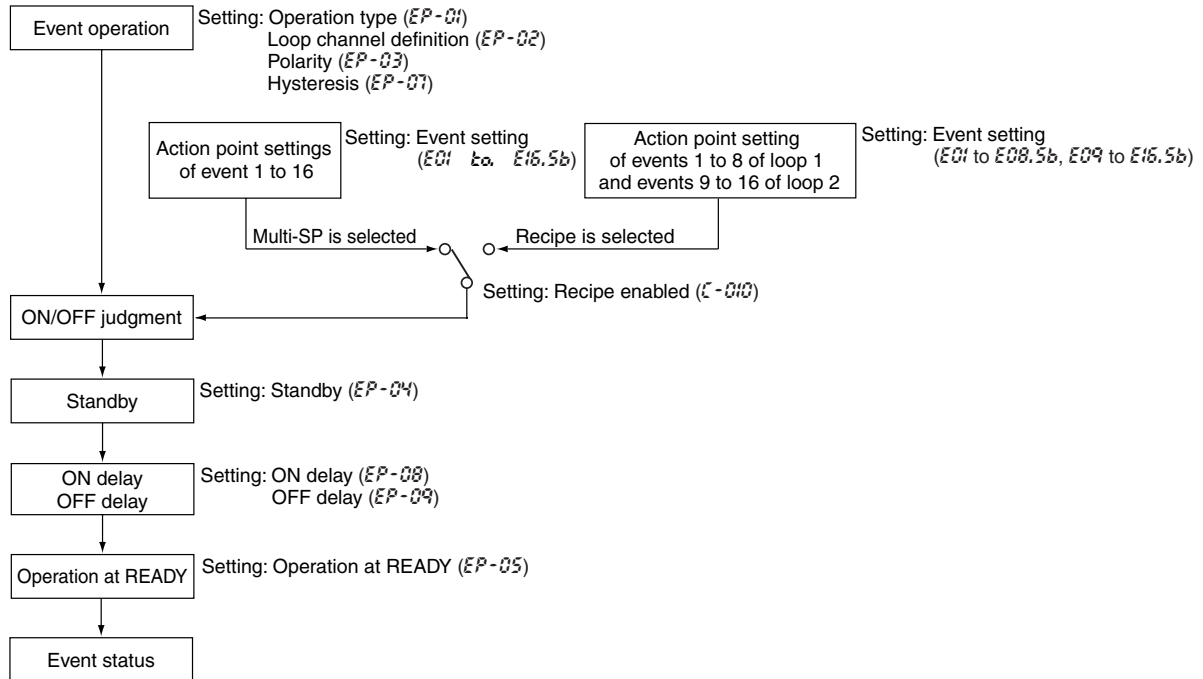 Event operation
Setting: Operation type (EP-01)
Loop channel definition (EP-02)
Polarity (EP-03)
Hysteresis (EP-07)
Action point settings
of event 1 to 16
Setting: Event setting
(E01 to. E16.Sb)
Action point setting
of events 1 to 8 of loop 1
and events 9 to 16 of loop 2
Setting: Event setting
(E01 to E08.Sb, E09 to E16.Sb)
Multi-SP is selected
Recipe is selected
Setting: Recipe enabled (C-010)
ON/OFF judgment
Standby
Setting: Standby (EP-04)
ON delay
OFF delay
Setting: ON delay (EP-08)
OFF delay (EP-09)
Operation at READY
Setting: Operation at READY (EP-05)
Event status